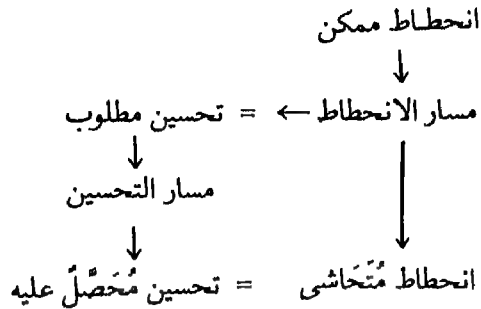 انحطاط ممكن
↓
مسار الانحطاط ← = تحسين مطلوب
↓ ↓
مسار التحسين
↓
انحطاط مُتَحَاشى = تحسين مُحَصَّلٌ عليه